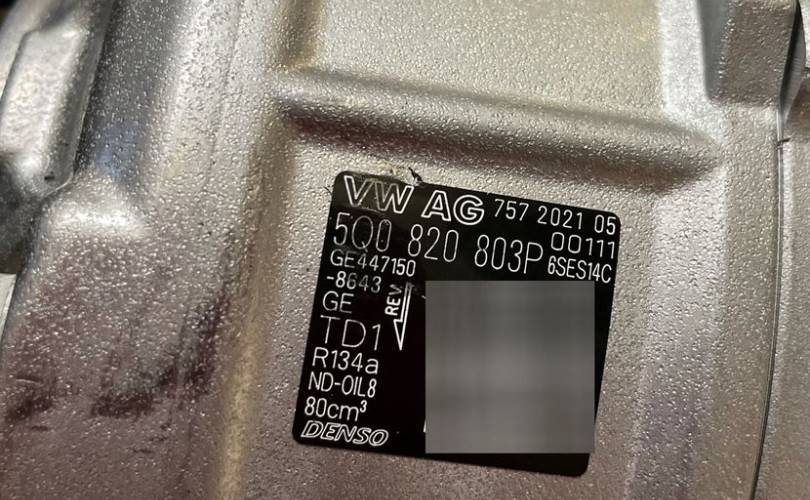 VW AG 757 2021 05
00111
5Q0 820 803P 6SES14C
GE447150
-8643
GE
REV
TD1
R134a
ND-OIL8
80cm³
DENSO